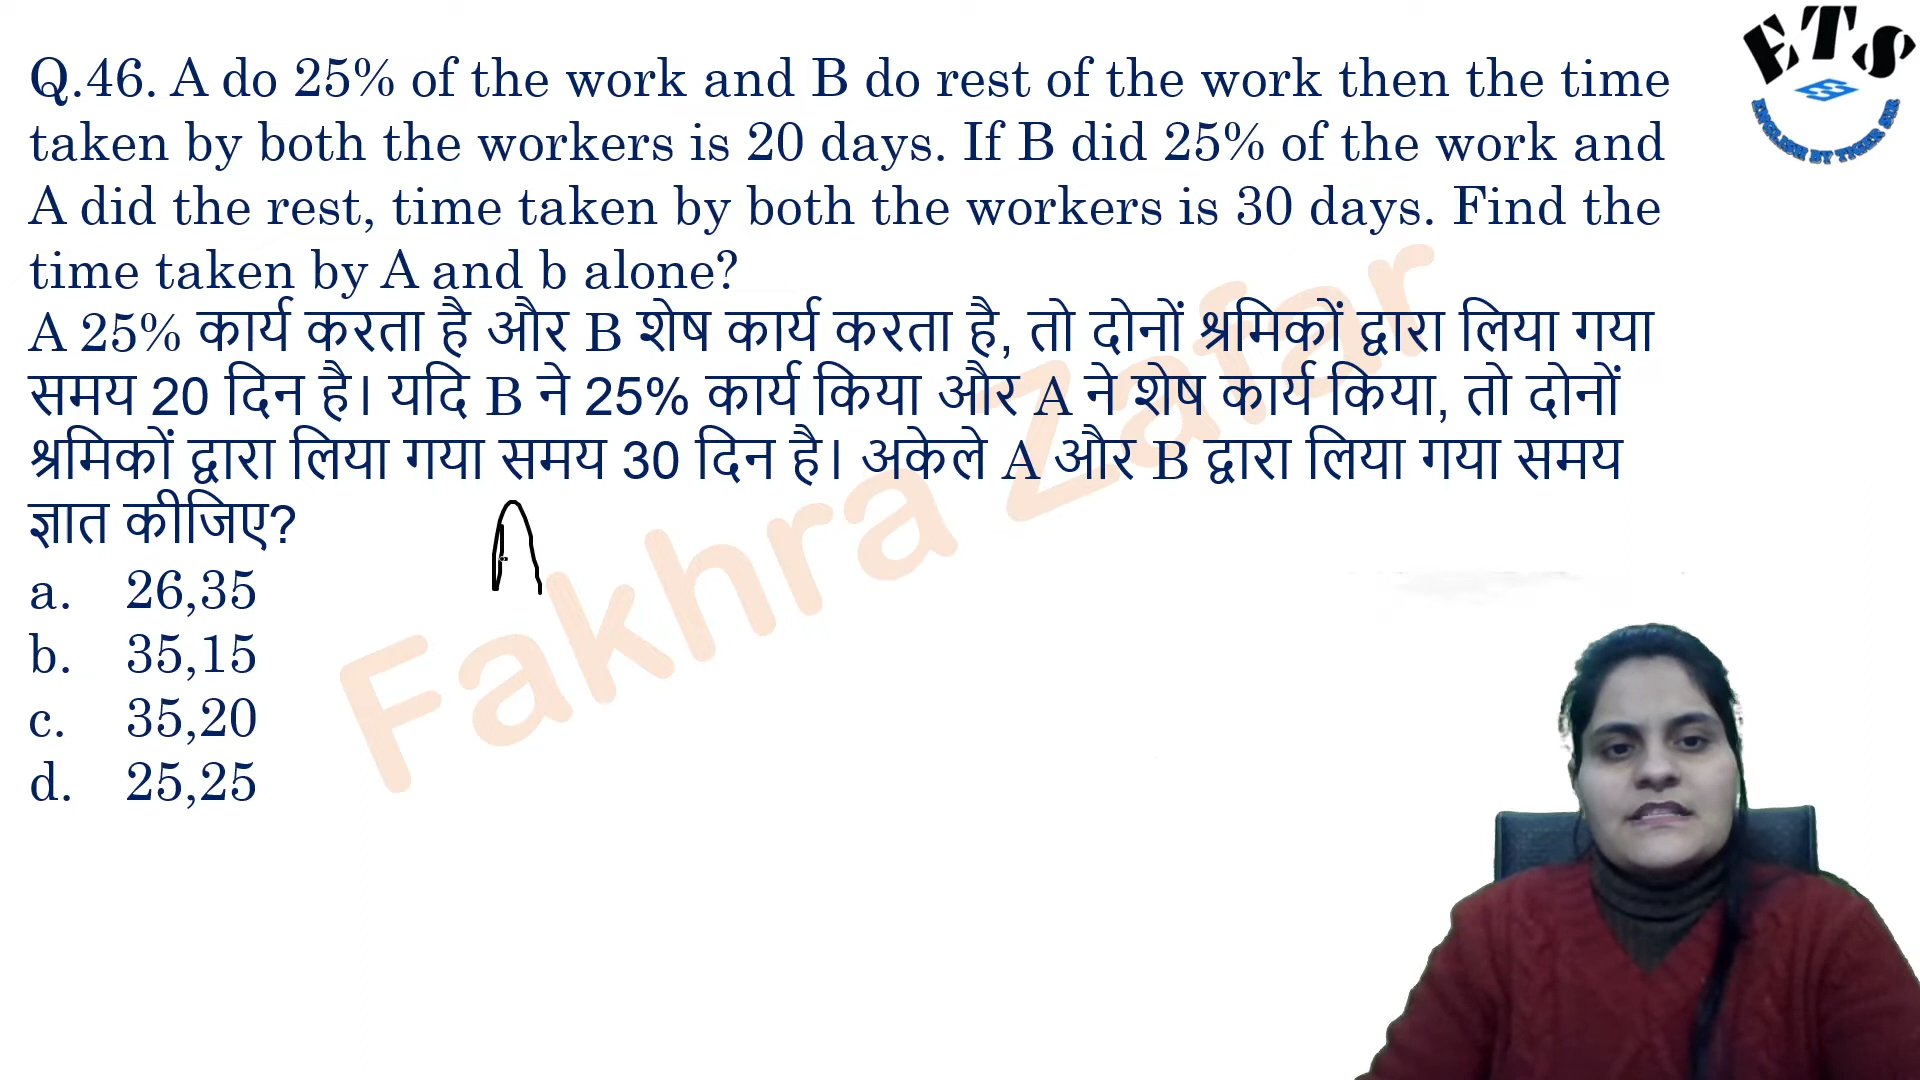 ETS
ENGLISH BY TIGER SIR
Q.46. A do 25% of the work and B do rest of the work then the time
taken by both the workers is 20 days. If B did 25% of the work and
A did the rest, time taken by both the workers is 30 days. Find the
time taken by A and b alone?
A 25% कार्य करता है और B शेष कार्य करता है, तो दोनों श्रमिकों द्वारा लिया गया
समय 20 दिन है। यदि B ने 25% कार्य किया और A ने शेष कार्य किया, तो दोनों
श्रमिकों द्वारा लिया गया समय 30 दिन है। अकेले A और B द्वारा लिया गया समय
ज्ञात कीजिए?
a. 26,35
b. 35,15
c. 35,20
d. 25,25
Fakhra Zafar